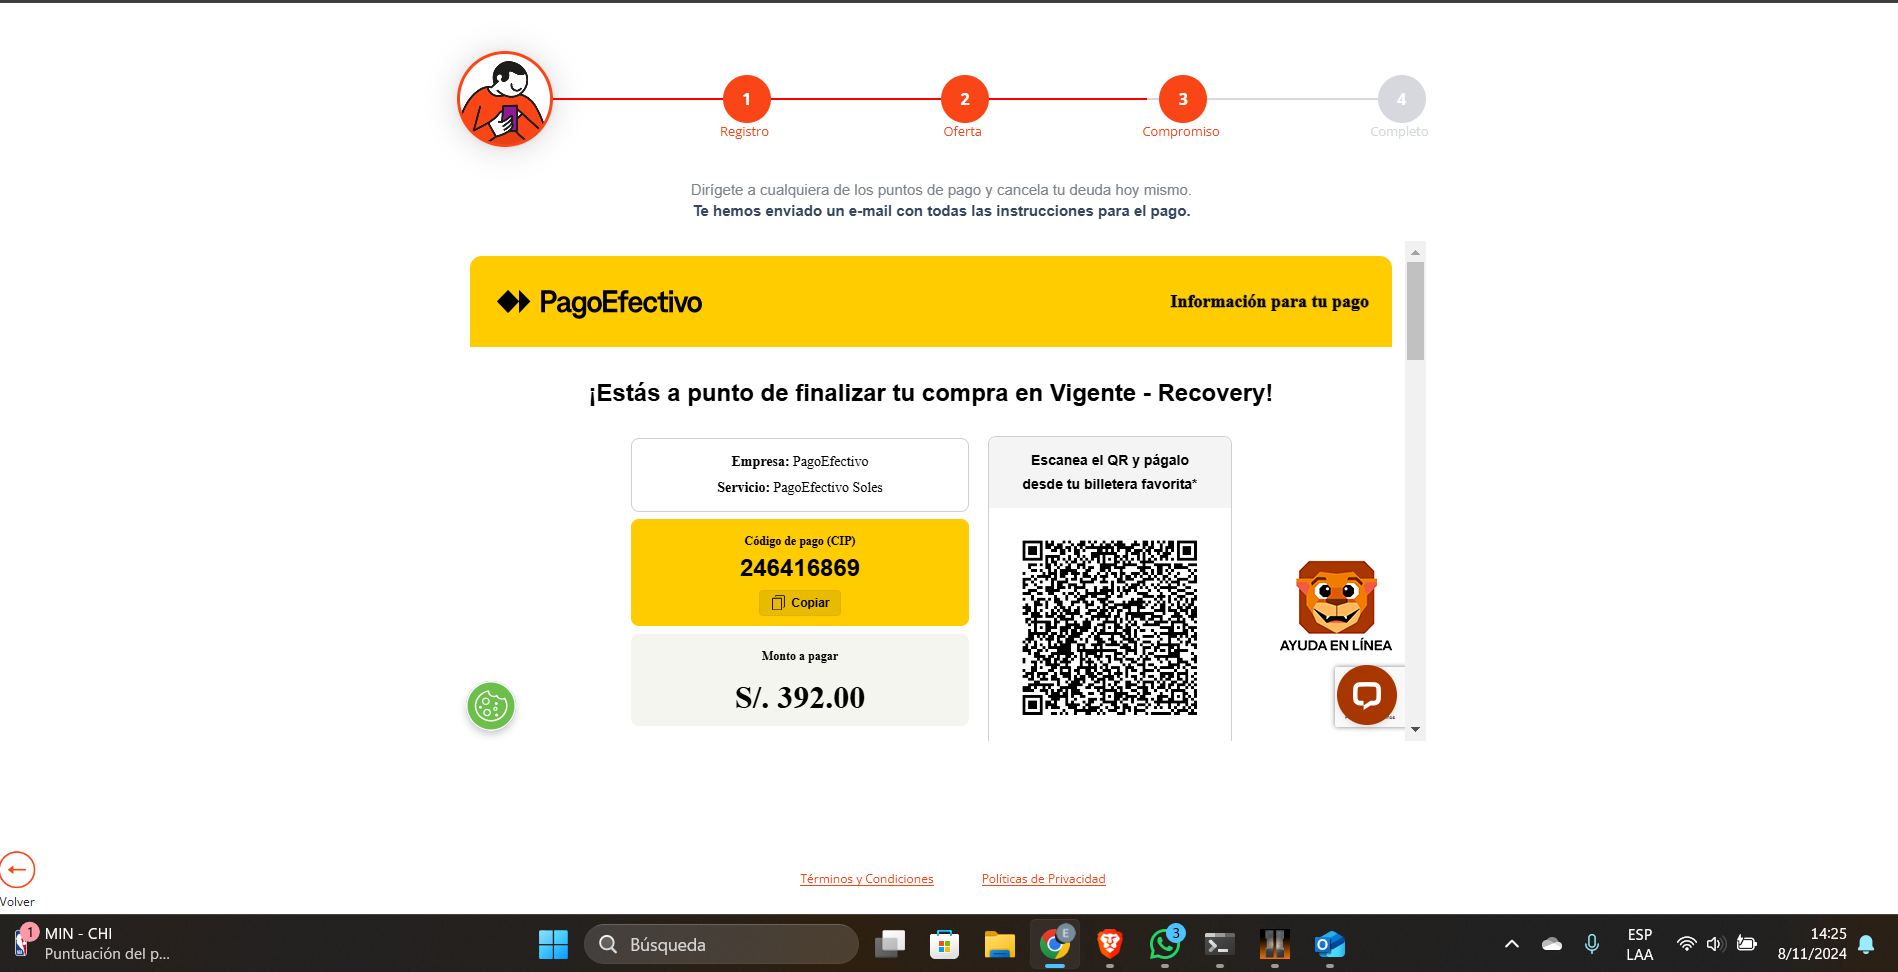 1
2
3
4
Registro
Oferta
Compromiso
Completo
Dirígete a cualquiera de los puntos de pago y cancela tu deuda hoy mismo.
Te hemos enviado un e-mail con todas las instrucciones para el pago.
PagoEfectivo
Información para tu pago
¡Estás a punto de finalizar tu compra en Vigente - Recovery!
Empresa: PagoEfectivo
Servicio: PagoEfectivo Soles
Código de pago (CIP)
246416869
Copiar
Monto a pagar
S/. 392.00
Escanea el QR y págalo
desde tu billetera favorita*
AYUDA EN LÍNEA
Volver
Términos y Condiciones
Políticas de Privacidad
1
MIN - CHI
Puntuación del p...
Búsqueda
E
3
ESP
LAA
14:25
8/11/2024